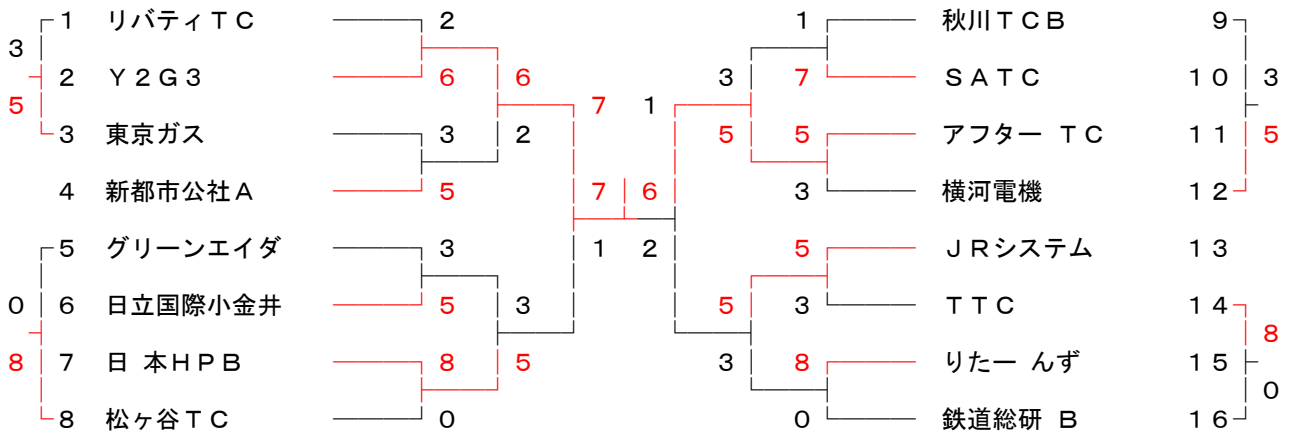 1 リバティＴＣ 2 1 秋川ＴＣＢ 9
3
2 Ｙ２Ｇ３ 6 6 3 7 ＳＡＴＣ 10 3
5 7 1
3 東京ガス 3 2 5 5 アフター ＴＣ 11 5
4 新都市公社Ａ 5 7 6 3 横河電機 12
5 グリーンエイダ 3 1 2 5 ＪＲシステム 13
0 6 日立国際小金井 5 3 5 3 ＴＴＣ 14
8
8 7 日 本ＨＰＢ 8 5 3 8 りたー んず 15
0
8 松ヶ谷ＴＣ 0 0 鉄道総研 Ｂ 16